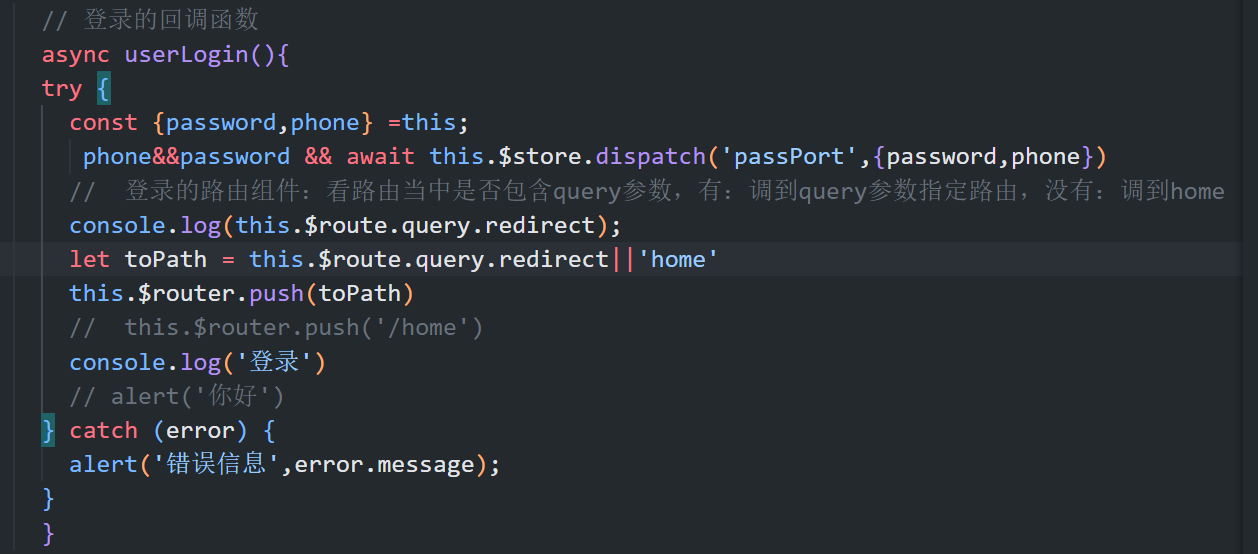 // 登录的回调函数
async userLogin(){
try {
const {password,phone} =this;
phone&&password && await this.$store.dispatch('passPort',{password,phone})
//  登录的路由组件：看路由当中是否包含query参数，有：调到query参数指定路由，没有：调到home
console.log(this.$route.query.redirect);
let toPath = this.$route.query.redirect||'home'
this.$router.push(toPath)
//  this.$router.push('/home')
console.log('登录')
// alert('你好')
} catch (error) {
alert('错误信息',error.message);
}
}